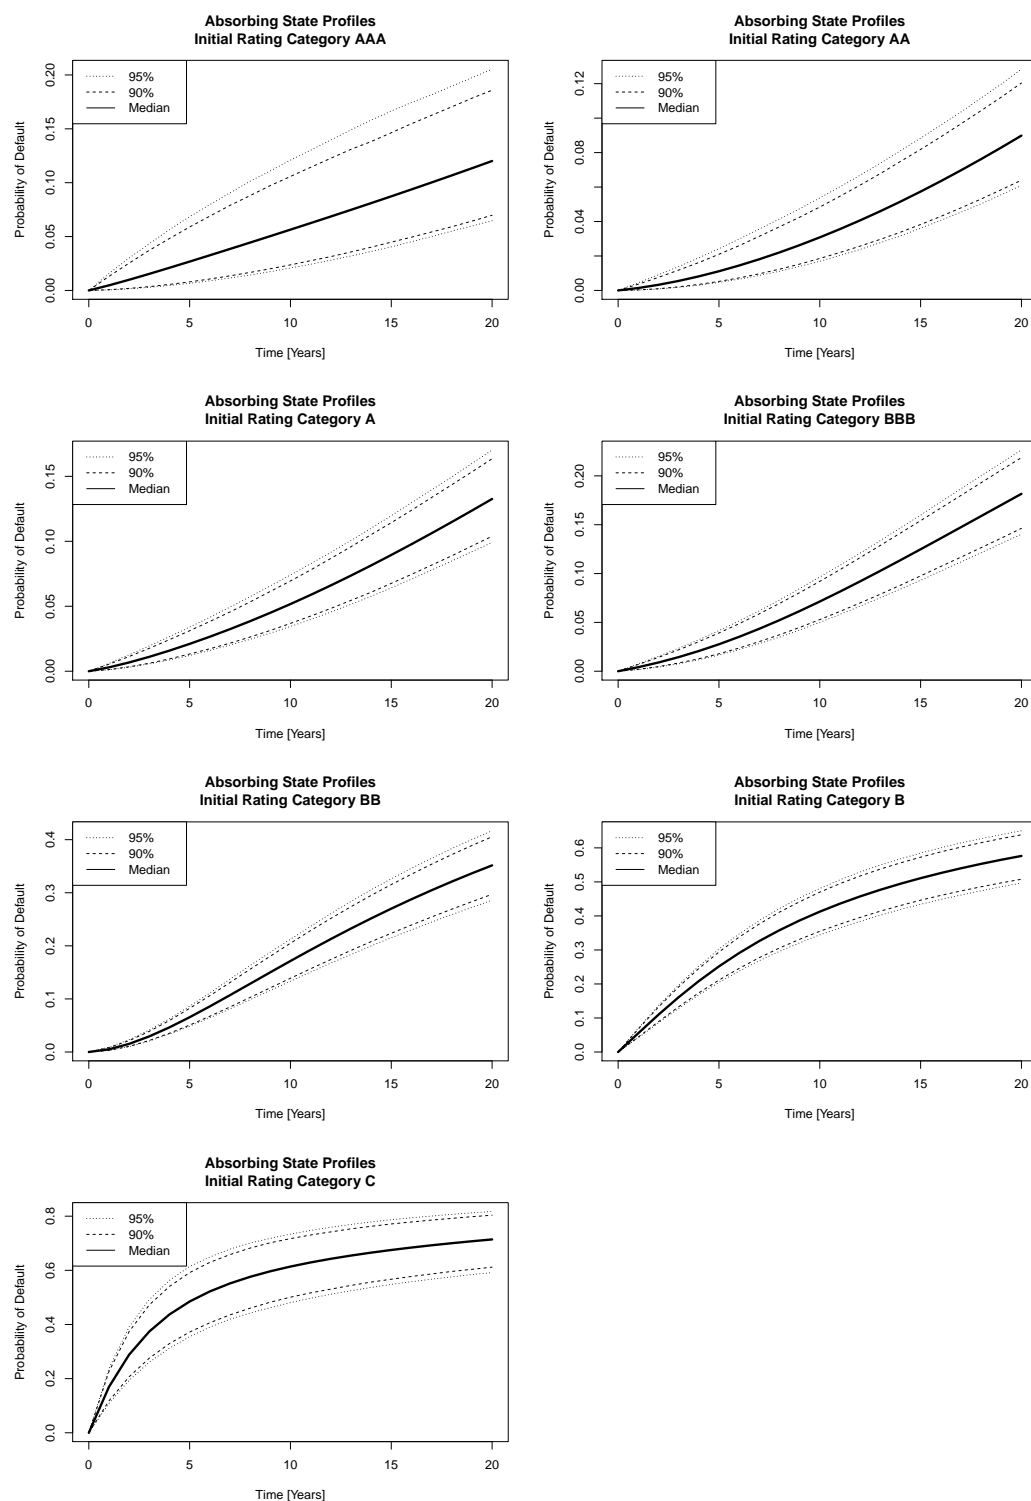 Absorbing State Profiles
Initial Rating Category AAA
95%
90%
Median
Probability of Default
0.00
0.05
0.10
0.15
0.20
0
5
10
15
20
Time [Years]
Absorbing State Profiles
Initial Rating Category AA
95%
90%
Median
Probability of Default
0.00
0.04
0.08
0.12
0
5
10
15
20
Time [Years]
Absorbing State Profiles
Initial Rating Category A
95%
90%
Median
Probability of Default
0.00
0.05
0.10
0.15
0
5
10
15
20
Time [Years]
Absorbing State Profiles
Initial Rating Category BBB
95%
90%
Median
Probability of Default
0.00
0.05
0.10
0.15
0.20
0
5
10
15
20
Time [Years]
Absorbing State Profiles
Initial Rating Category BB
95%
90%
Median
Probability of Default
0.0
0.1
0.2
0.3
0.4
0
5
10
15
20
Time [Years]
Absorbing State Profiles
Initial Rating Category B
95%
90%
Median
Probability of Default
0.0
0.1
0.2
0.3
0.4
0.5
0.6
0
5
10
15
20
Time [Years]
Absorbing State Profiles
Initial Rating Category C
95%
90%
Median
Probability of Default
0.0
0.2
0.4
0.6
0.8
0
5
10
15
20
Time [Years]